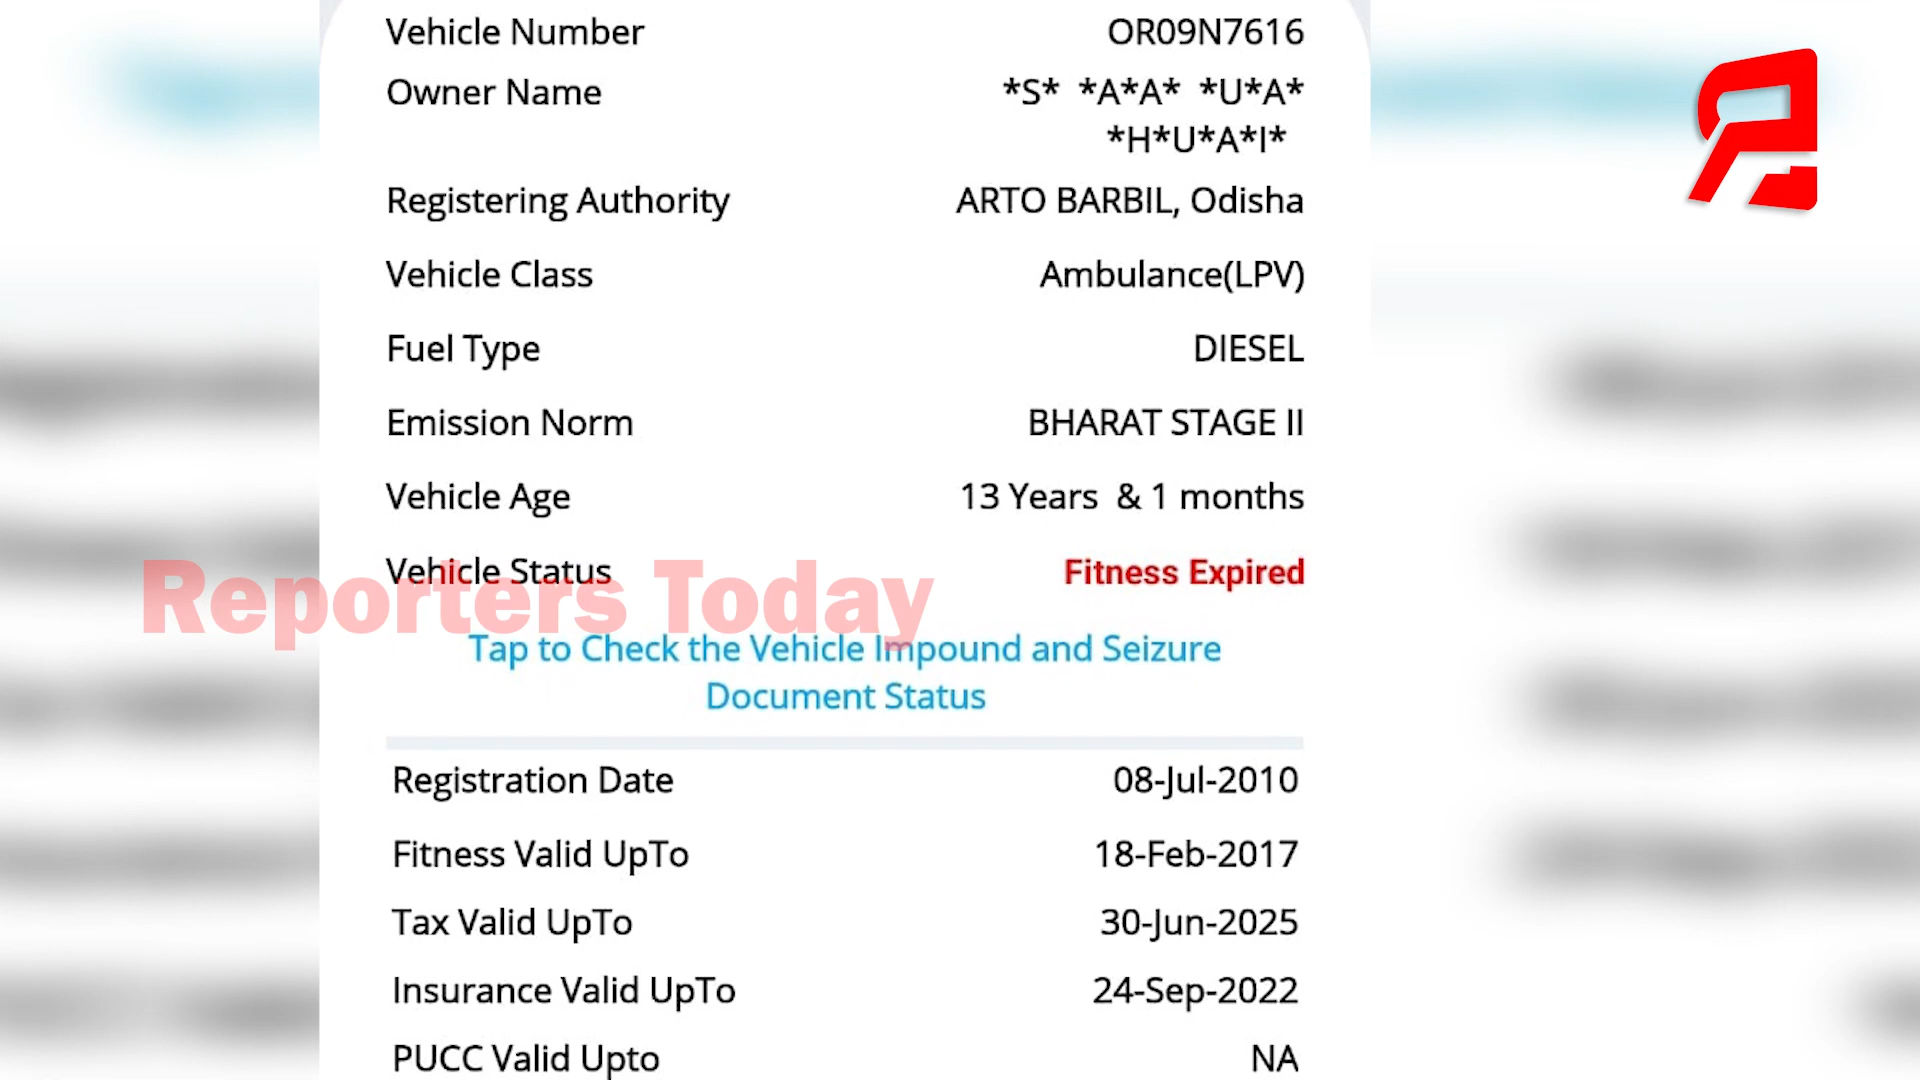 Vehicle Number OR09N7616
Owner Name *S* *A*A* *U*A*
*H*U*A*I*
Registering Authority ARTO BARBIL, Odisha
Vehicle Class Ambulance(LPV)
Fuel Type DIESEL
Emission Norm BHARAT STAGE II
Vehicle Age 13 Years & 1 months
Vehicle Status Fitness Expired
Reporters Today
Tap to Check the Vehicle Impound and Seizure
Document Status
Registration Date 08-Jul-2010
Fitness Valid UpTo 18-Feb-2017
Tax Valid UpTo 30-Jun-2025
Insurance Valid UpTo 24-Sep-2022
PUCC Valid Upto NA